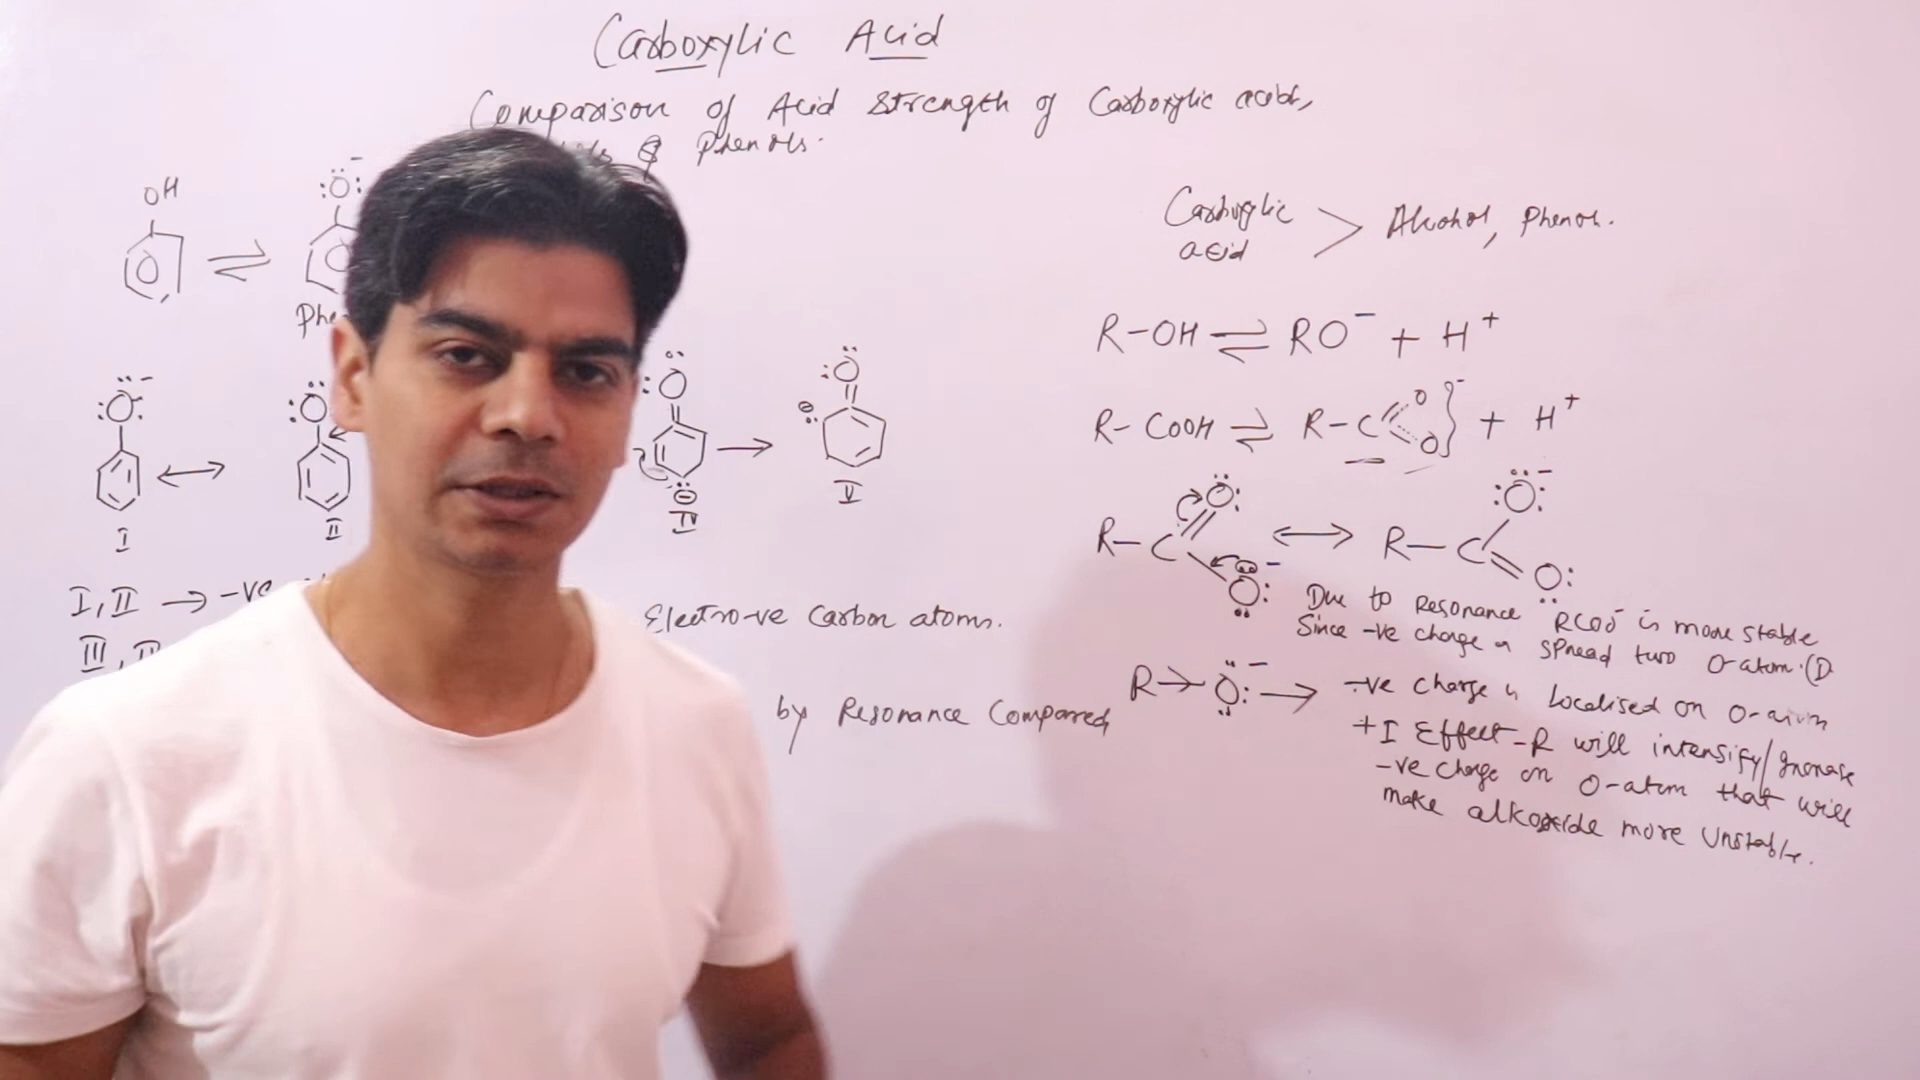 Carboxylic Acid
Comparison of Acid Strength of Carboxylic acids,
& Phenols.
OH
:Ö:⁻
Phe
:Ö:⁻
I
:Ö
II
:Ö
⊖
IV
:Ö
⊖
V
I, II → -ve
III,
Electro-ve Carbon atoms.
by Resonance Compared
Carboxylic acid > Alcohol, Phenol.
R-OH ⇌ RO⁻ + H⁺
R-COOH ⇌ R-C O O}⁻ + H⁺
R-C Ö: Ö:⁻ ↔ R-C :Ö:⁻ O:
Due to Resonance RCOO⁻ is more stable
Since -ve charge is spread two O-atom. (D
R→Ö:⁻ → -ve charge is Localised on O-atom
+I Effect -R will intensify/increase
-ve charge on O-atom that will
make alkoxide more Unstable.